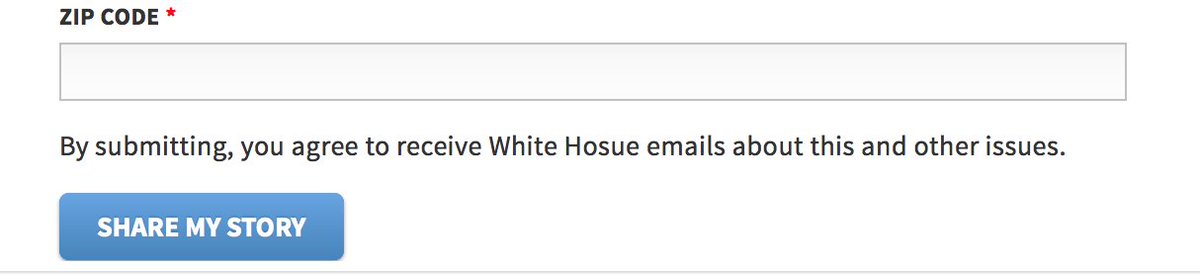 ZIP CODE *
By submitting, you agree to receive White Hosue emails about this and other issues.
SHARE MY STORY